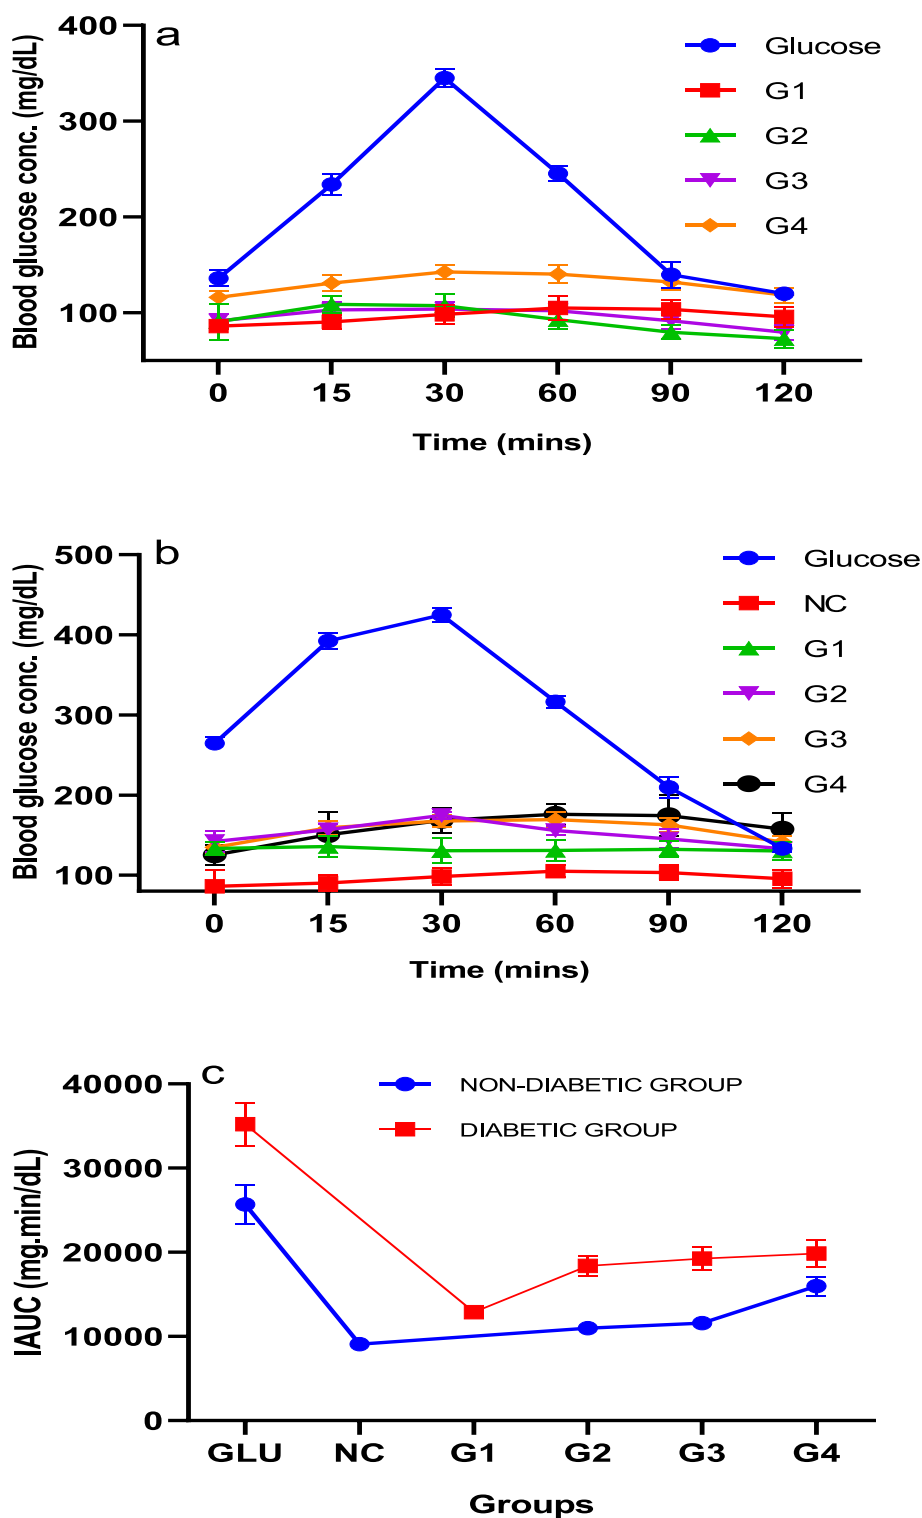 a
400
300
200
100
Blood glucose conc. (mg/dL)
Glucose
G1
G2
G3
G4
0 15 30 60 90 120
Time (mins)
b
500
400
300
200
100
Blood glucose conc. (mg/dL)
Glucose
NC
G1
G2
G3
G4
0 15 30 60 90 120
Time (mins)
c
40000
30000
20000
10000
0
IAUC (mg.min/dL)
NON-DIABETIC GROUP
DIABETIC GROUP
GLU NC G1 G2 G3 G4
Groups